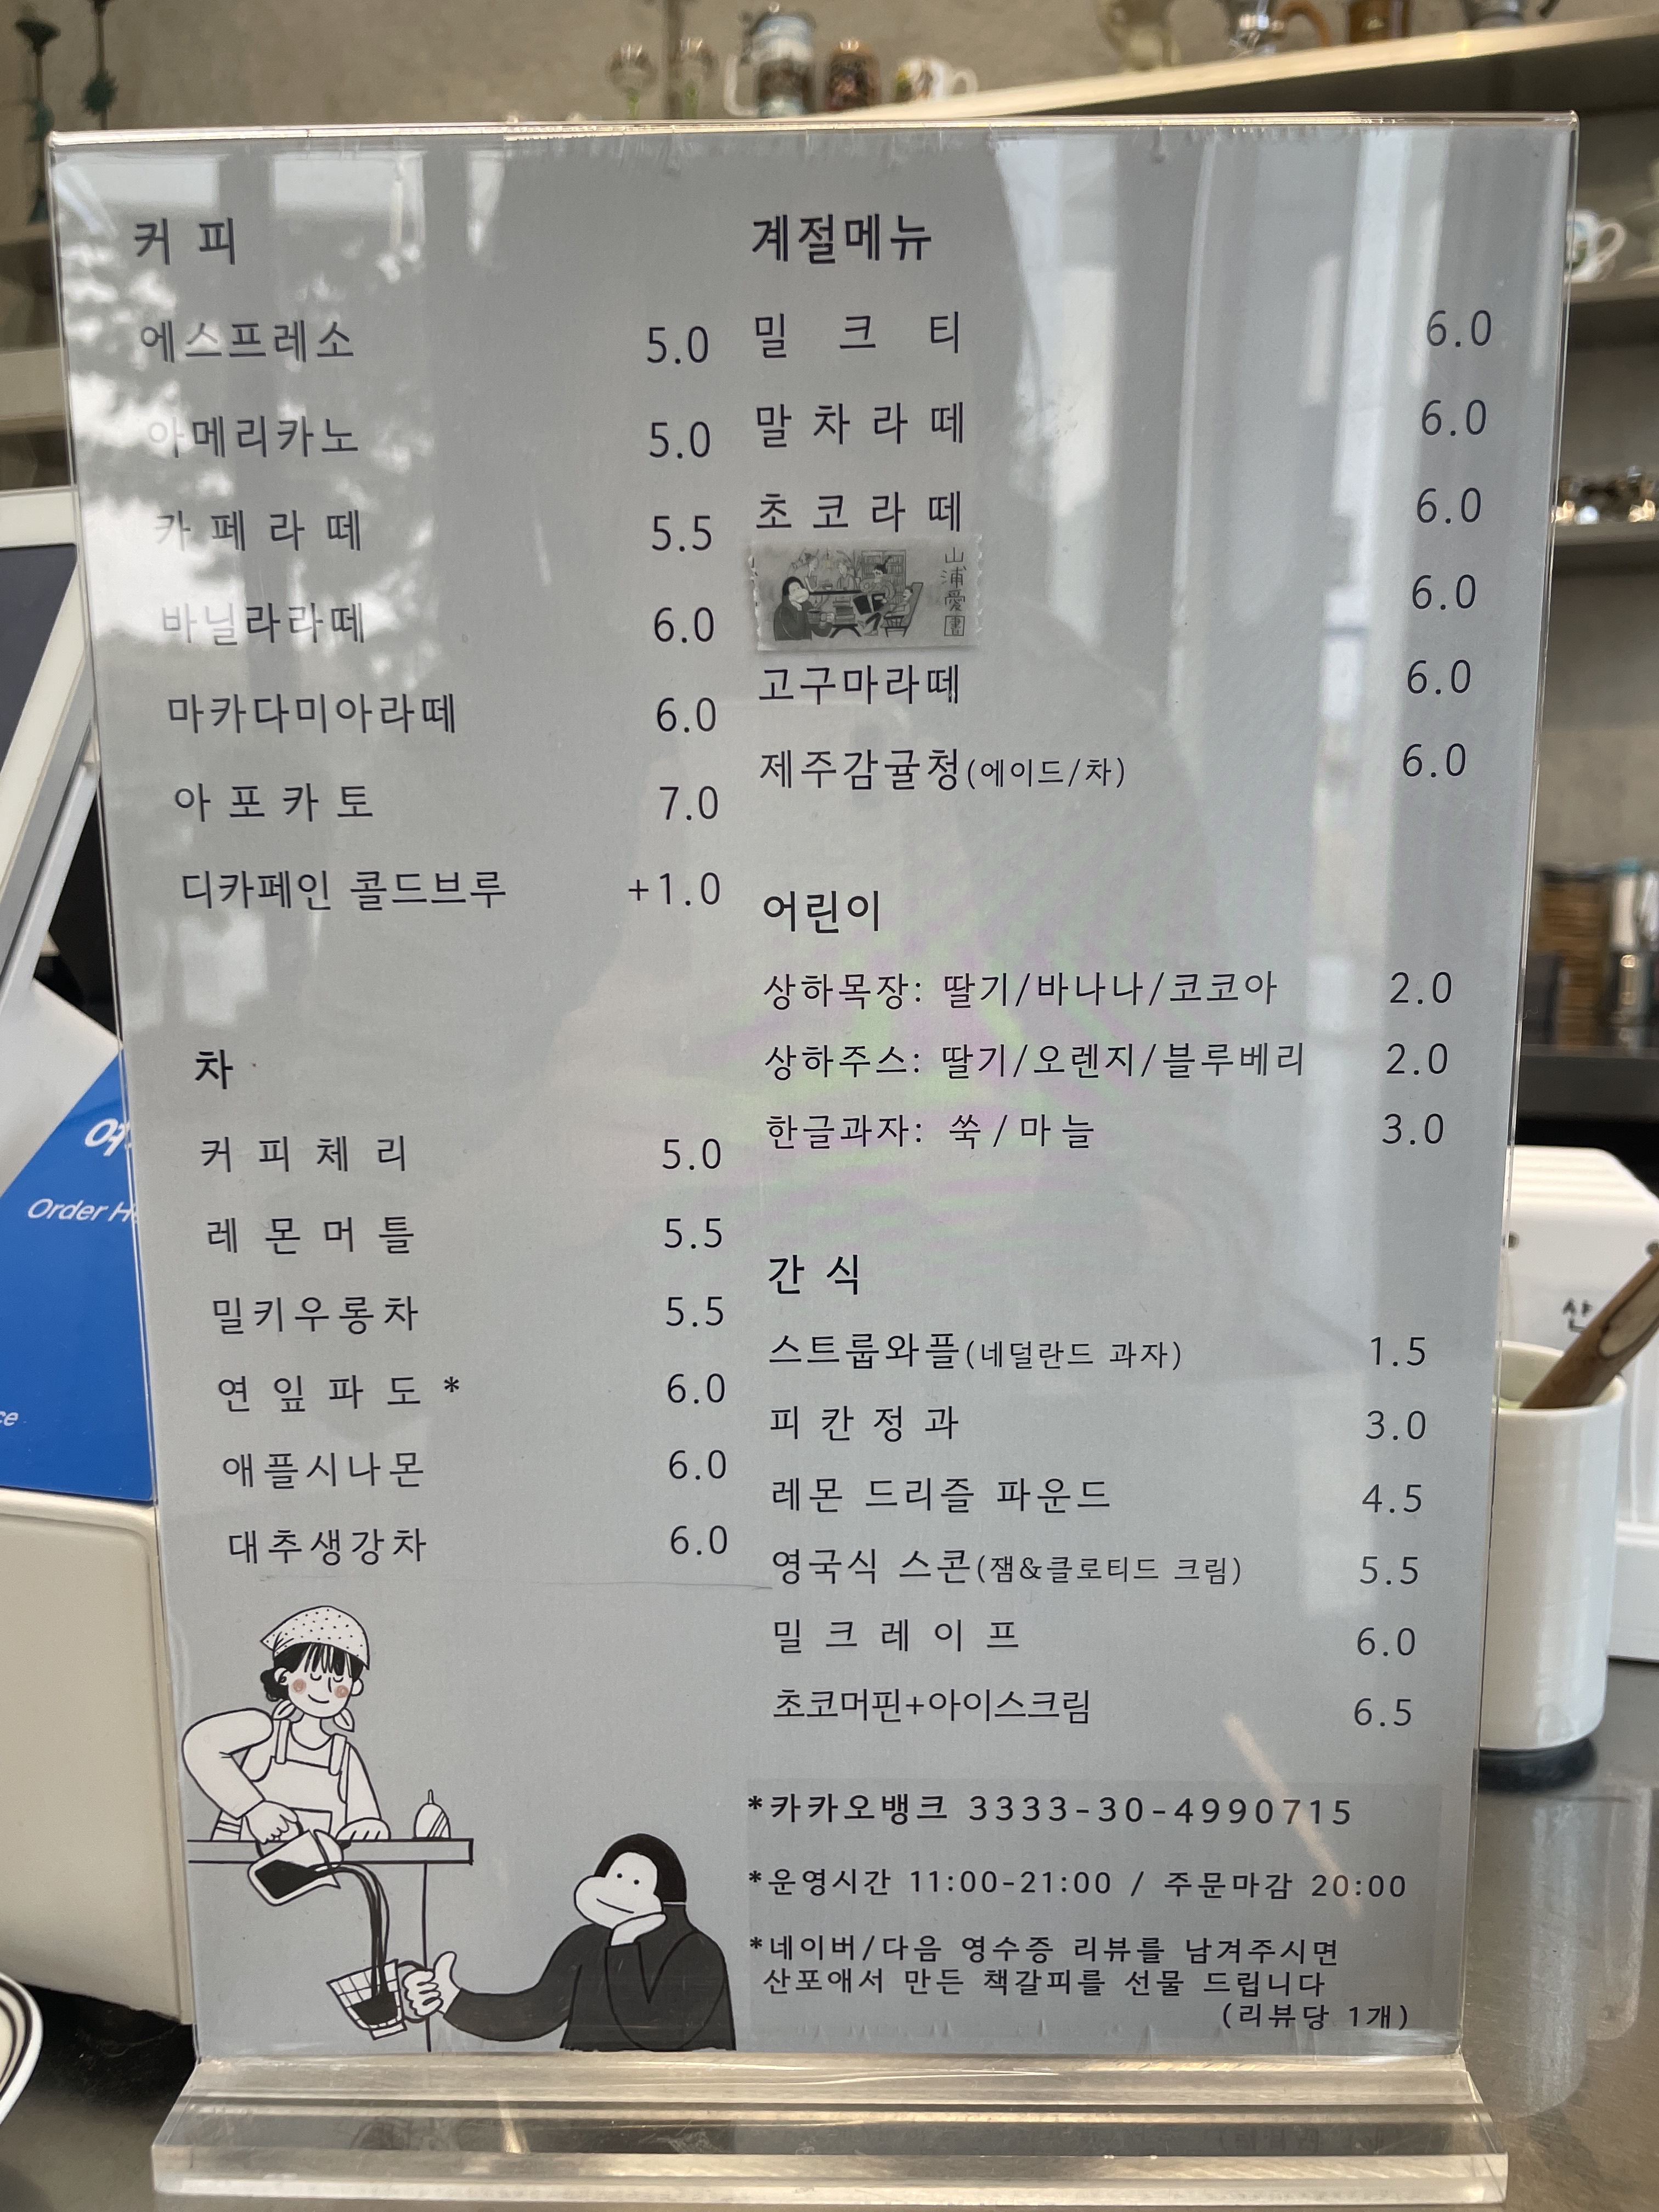 커 피
에스프레소 5.0
아메리카노 5.0
카 페 라 떼 5.5
바닐라라떼 6.0
마카다미아라떼 6.0
아 포 카 토 7.0
디카페인 콜드브루 +1.0
차
커 피 체 리 5.0
레 몬 머 틀 5.5
밀키우롱차 5.5
연 잎 파 도 * 6.0
애플시나몬 6.0
대추생강차 6.0
계절메뉴
밀 크 티 6.0
말 차 라 떼 6.0
초 코 라 떼 6.0
山浦愛書 6.0
고구마라떼 6.0
제주감귤청(에이드/차) 6.0
어린이
상하목장: 딸기/바나나/코코아 2.0
상하주스: 딸기/오렌지/블루베리 2.0
한글과자: 쑥/마늘 3.0
간 식
스트룹와플(네덜란드 과자) 1.5
피 칸 정 과 3.0
레몬 드리즐 파운드 4.5
영국식 스콘(잼&클로티드 크림) 5.5
밀 크 레 이 프 6.0
초코머핀+아이스크림 6.5
*카카오뱅크 3333-30-4990715
*운영시간 11:00-21:00 / 주문마감 20:00
*네이버/다음 영수증 리뷰를 남겨주시면
산포애서 만든 책갈피를 선물 드립니다
(리뷰당 1개)
Order